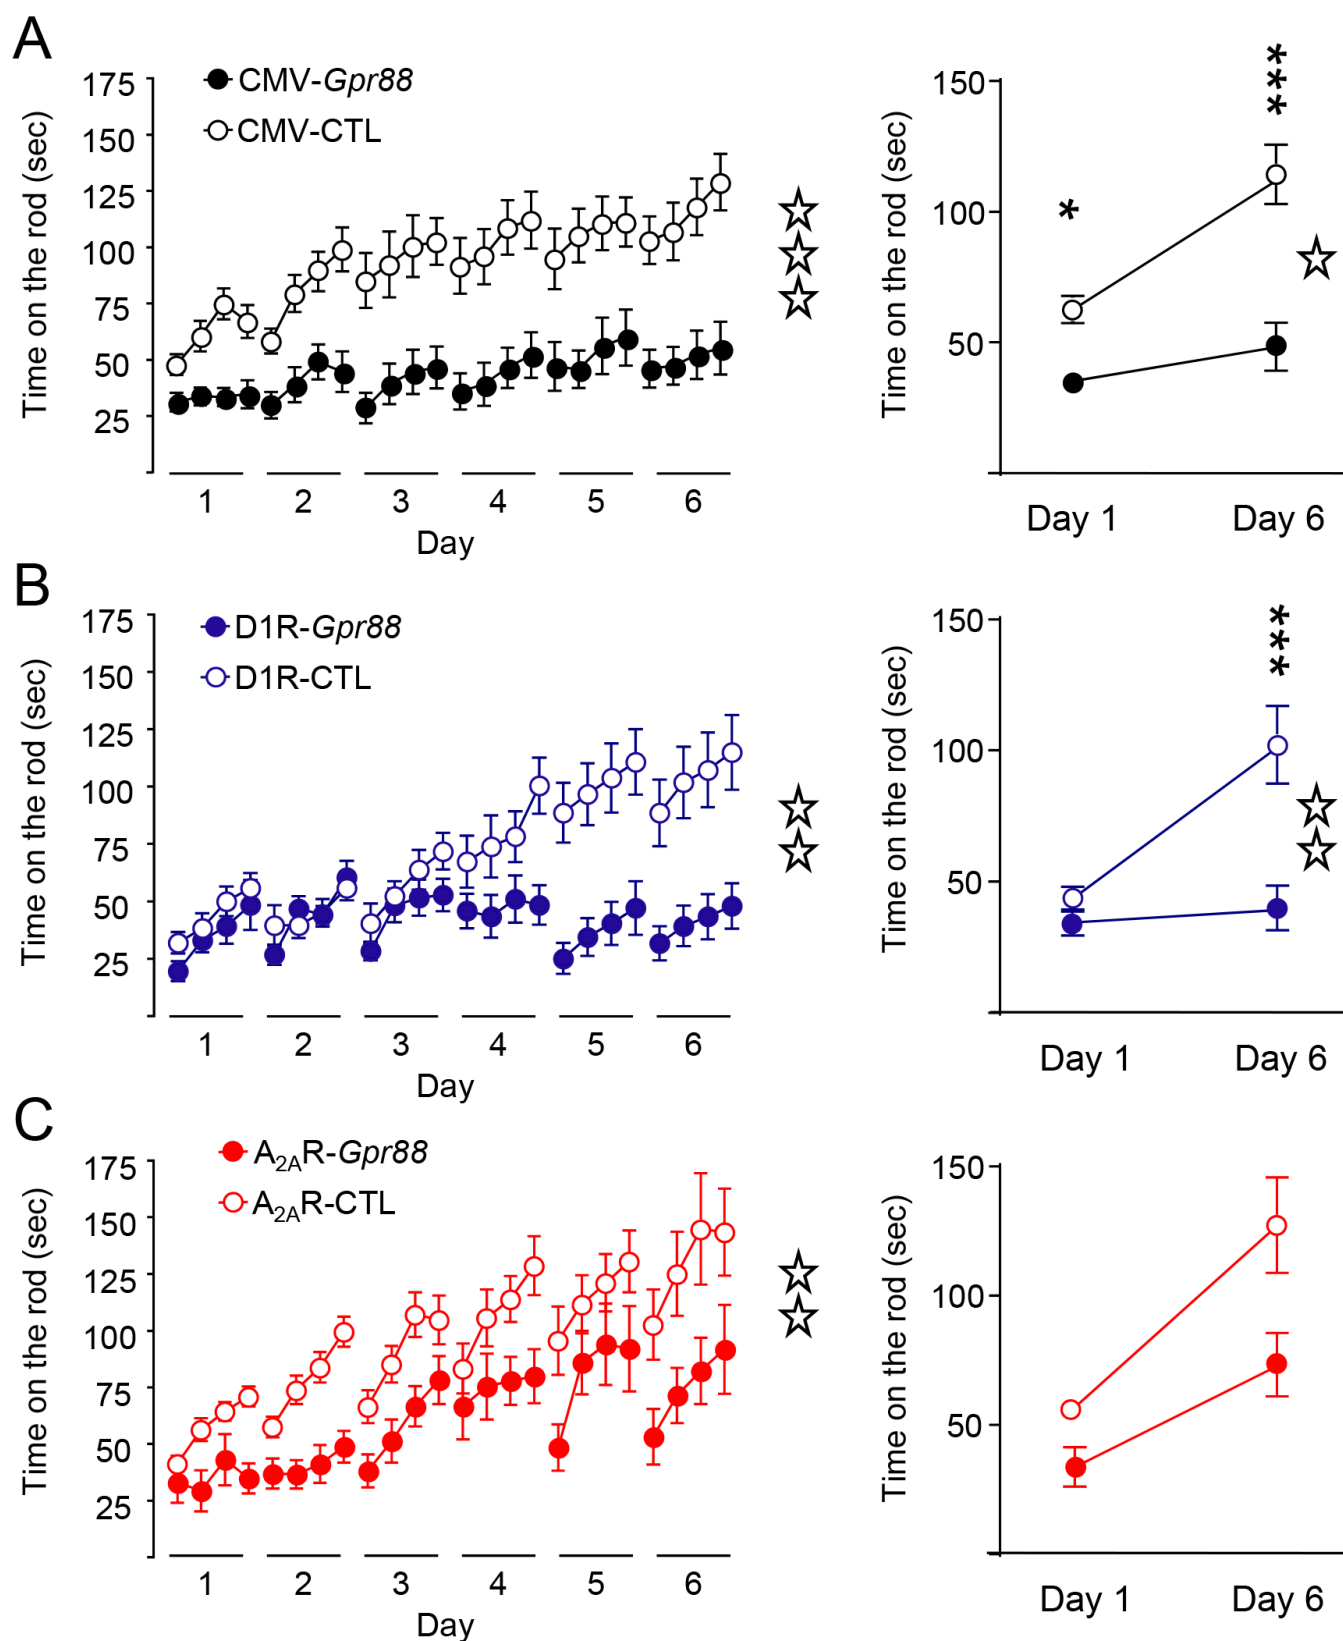 A
CMV-Gpr88
CMV-CTL
Time on the rod (sec)
175
150
125
100
75
50
25
1 2 3 4 5 6
Day
☆☆☆
Time on the rod (sec)
150
100
50
*
***
☆
Day 1 Day 6
B
D1R-Gpr88
D1R-CTL
Time on the rod (sec)
175
150
125
100
75
50
25
1 2 3 4 5 6
Day
☆☆
Time on the rod (sec)
150
100
50
***
☆☆
Day 1 Day 6
C
A2AR-Gpr88
A2AR-CTL
Time on the rod (sec)
175
150
125
100
75
50
25
1 2 3 4 5 6
Day
☆☆
Time on the rod (sec)
150
100
50
Day 1 Day 6